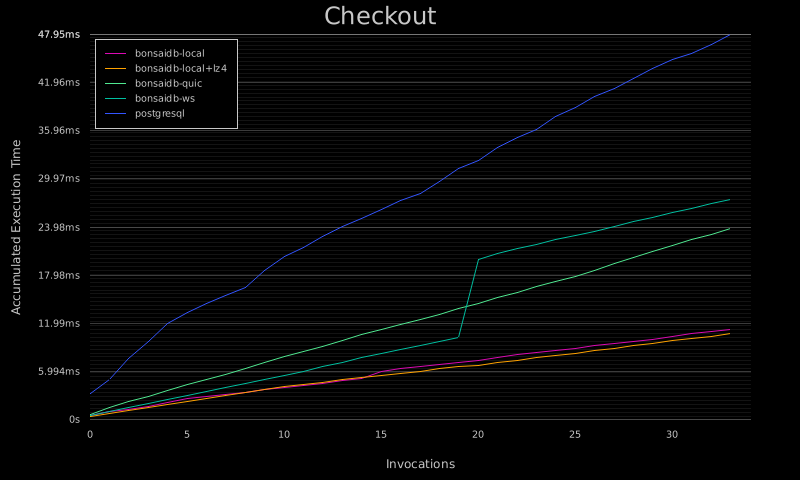 Checkout
47.95ms
41.96ms
35.96ms
29.97ms
23.98ms
17.98ms
11.99ms
5.994ms
0s
bonsaidb-local
bonsaidb-local+lz4
bonsaidb-quic
bonsaidb-ws
postgresql
Accumulated Execution Time
0 5 10 15 20 25 30
Invocations